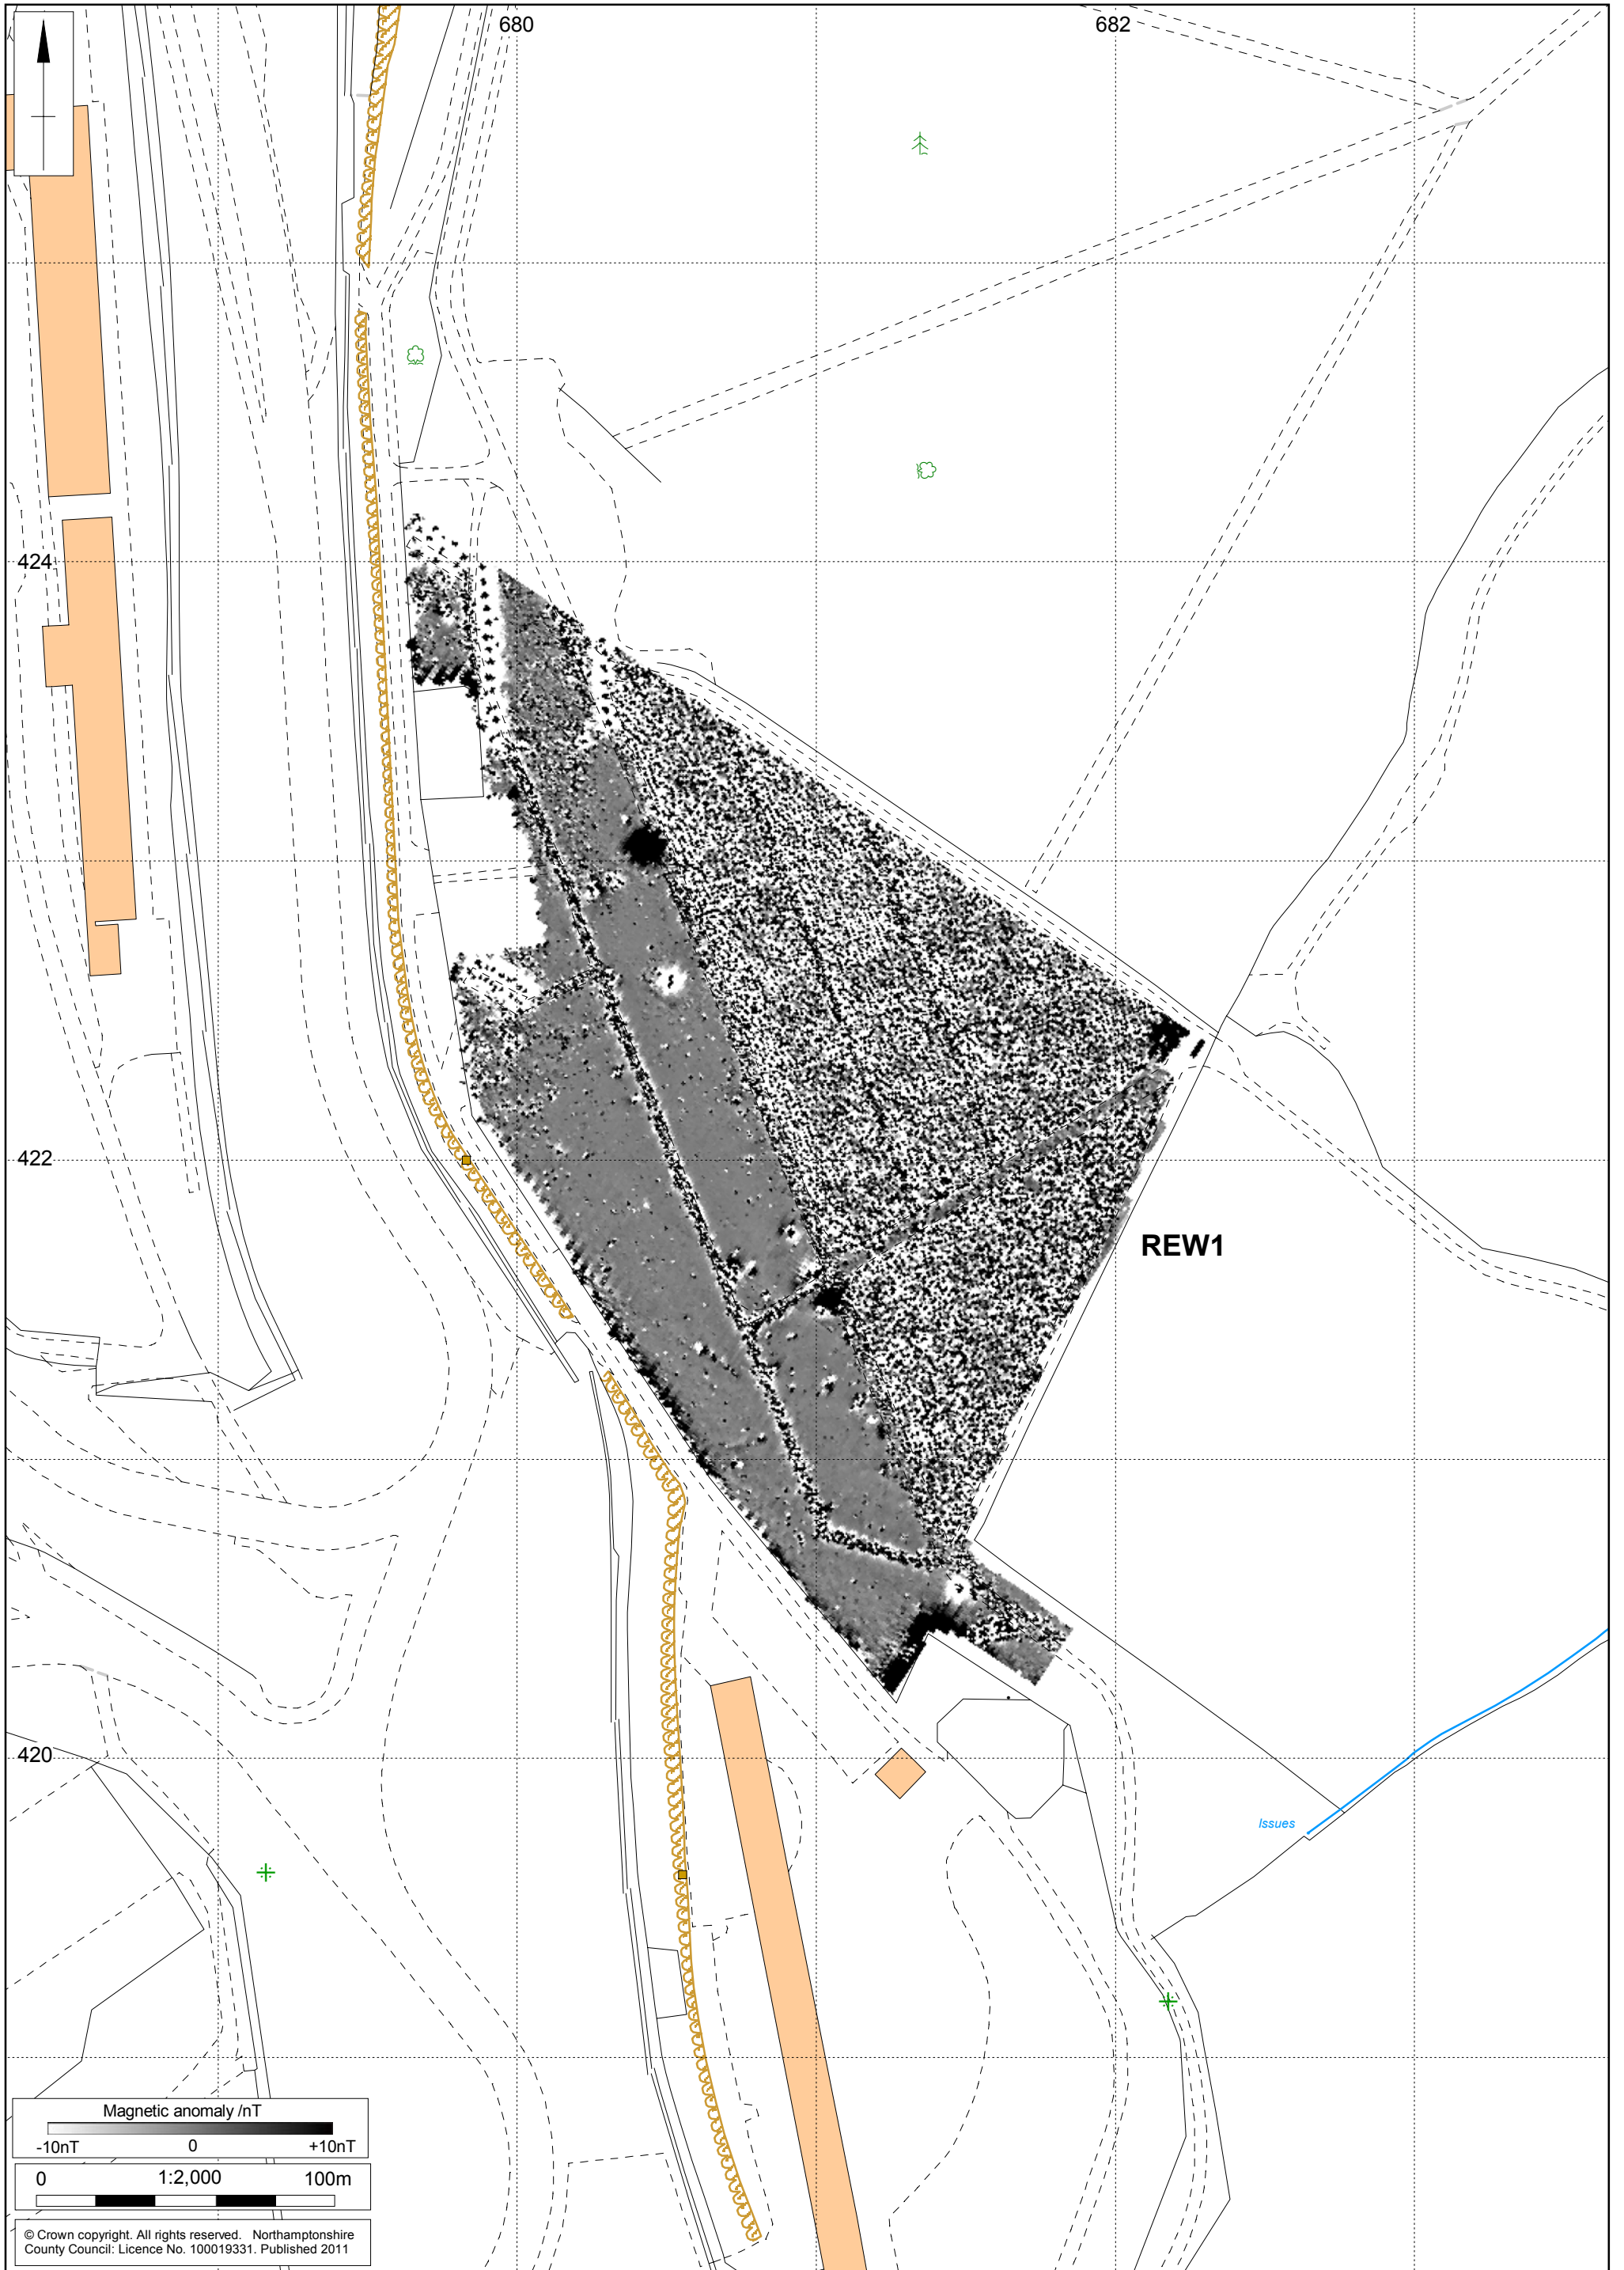 680
682
424
422
REW1
420
Issues
Magnetic anomaly /nT
-10nT 0 +10nT
0 1:2,000 100m
© Crown copyright. All rights reserved. Northamptonshire
County Council: Licence No. 100019331. Published 2011